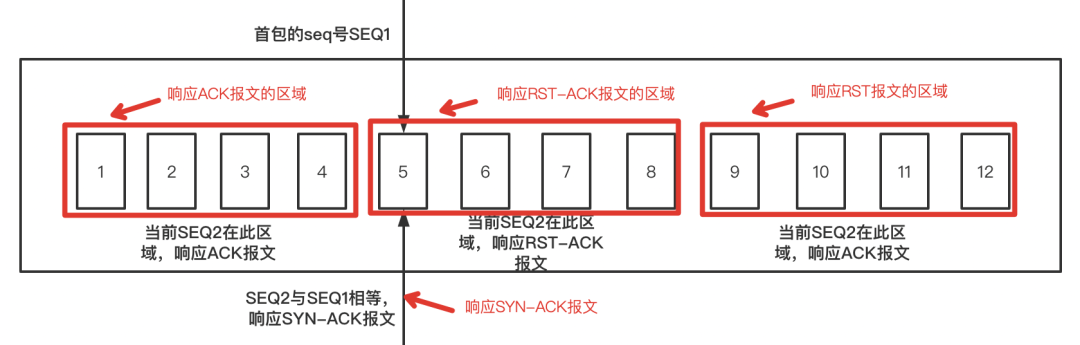 首包的seq号SEQ1
响应ACK报文的区域
响应RST-ACK报文的区域
响应RST报文的区域
1 2 3 4 5 6 7 8 9 10 11 12
当前SEQ2在此区
域，响应ACK报文
当前SEQ2在此区
域，响应RST-ACK
报文
当前SEQ2在此区
域，响应ACK报文
SEQ2与SEQ1相等，
响应SYN-ACK报文
响应SYN-ACK报文